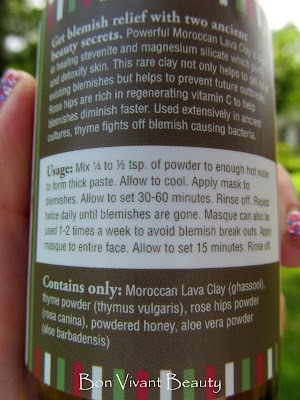 Get blemish relief with two ancient
beauty secrets. Powerful Moroccan Lava Clay is
in healing stevenite and magnesium silicate which
and detoxify skin. This rare clay not only helps to get rid
existing blemishes but helps to prevent future
Rose hips are rich in regenerating vitamin C to help
blemishes diminish faster. Used extensively in ancient
cultures, thyme fights off blemish causing bacteria.
Usage: Mix ¼ to ½ tsp. of powder to enough hot water
to form thick paste. Allow to cool. Apply mask to
blemishes. Allow to set 30-60 minutes. Rinse off. Repeat
twice daily until blemishes are gone. Masque can also be
used 1-2 times a week to avoid blemish break outs. Apply
masque to entire face. Allow to set 15 minutes. Rinse off.
Contains only: Moroccan Lava Clay (ghassool),
thyme powder (thymus vulgaris), rose hips powder
(rosa canina), powdered honey, aloe vera powder
(aloe barbadensis)
Bon Vivant Beauty